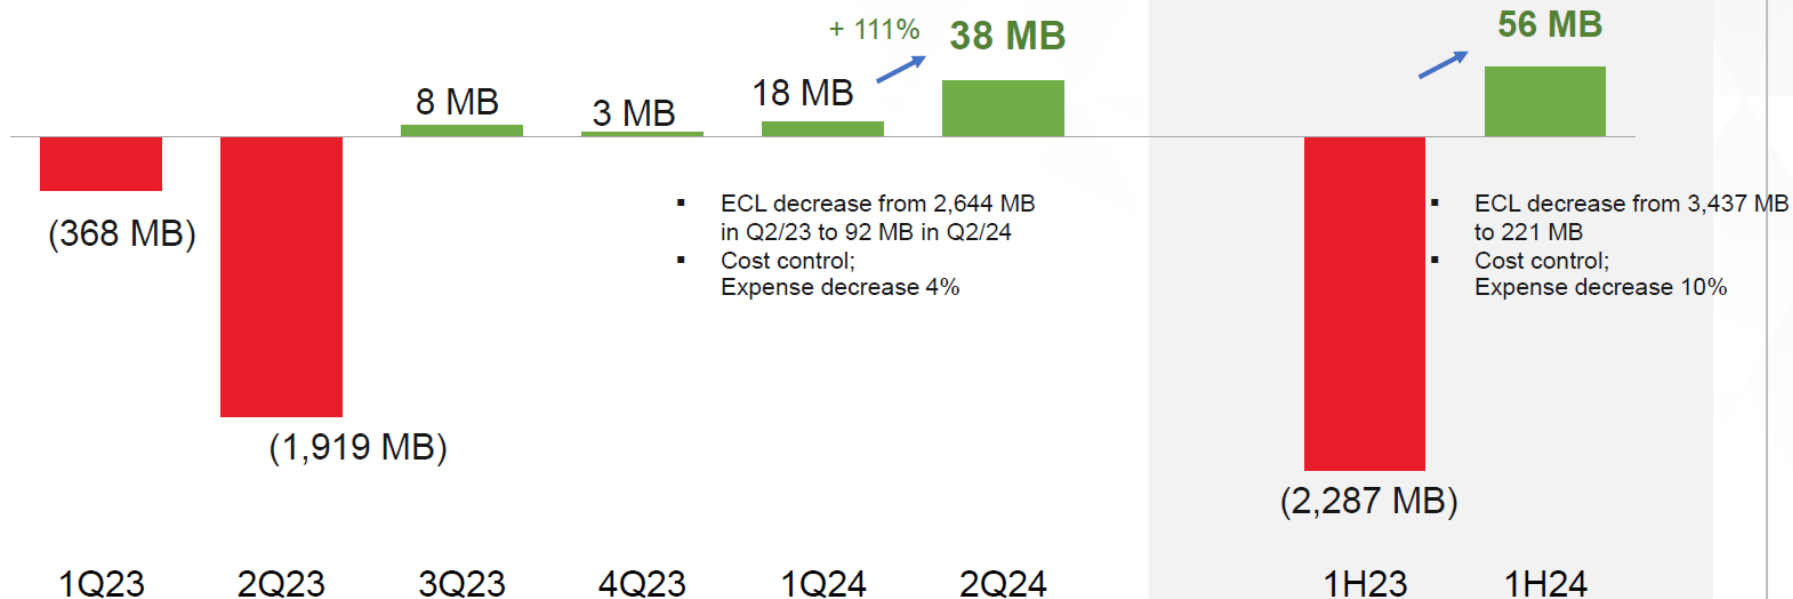 + 111%
38 MB
56 MB
8 MB
3 MB
18 MB
(368 MB)
(1,919 MB)
▪ ECL decrease from 2,644 MB
in Q2/23 to 92 MB in Q2/24
▪ Cost control;
Expense decrease 4%
▪ ECL decrease from 3,437 MB
to 221 MB
▪ Cost control;
Expense decrease 10%
(2,287 MB)
1Q23 2Q23 3Q23 4Q23 1Q24 2Q24 1H23 1H24